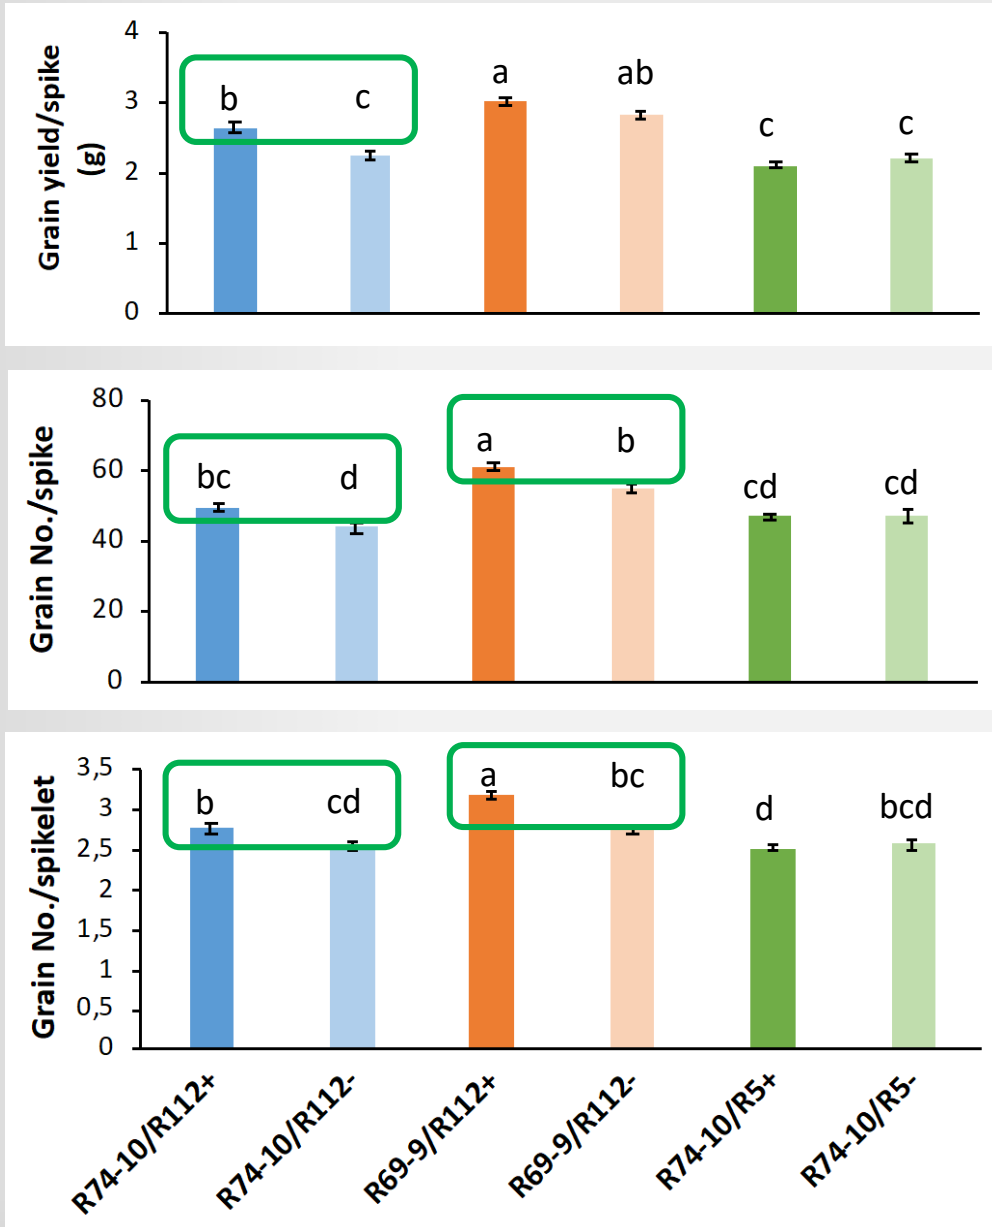 Grain yield/spike
(g)
4
3
2
1
0
b
c
a
ab
c
c
Grain No./spike
80
60
40
20
0
bc
d
a
b
cd
cd
Grain No./spikelet
3,5
3
2,5
2
1,5
1
0,5
0
b
cd
a
bc
d
bcd
R74-10/R112+
R74-10/R112-
R69-9/R112+
R69-9/R112-
R74-10/R5+
R74-10/R5-